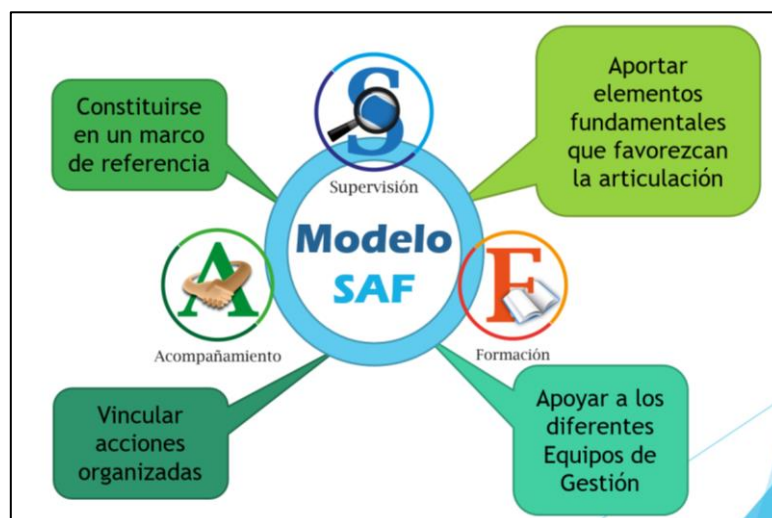 Constituirse
en un marco
de referencia
S
Supervisión
Aportar
elementos
fundamentales
que favorezcan
la articulación
Modelo
SAF
A
Acompañamiento
F
Formación
Vincular
acciones
organizadas
Apoyar a los
diferentes
Equipos de
Gestión